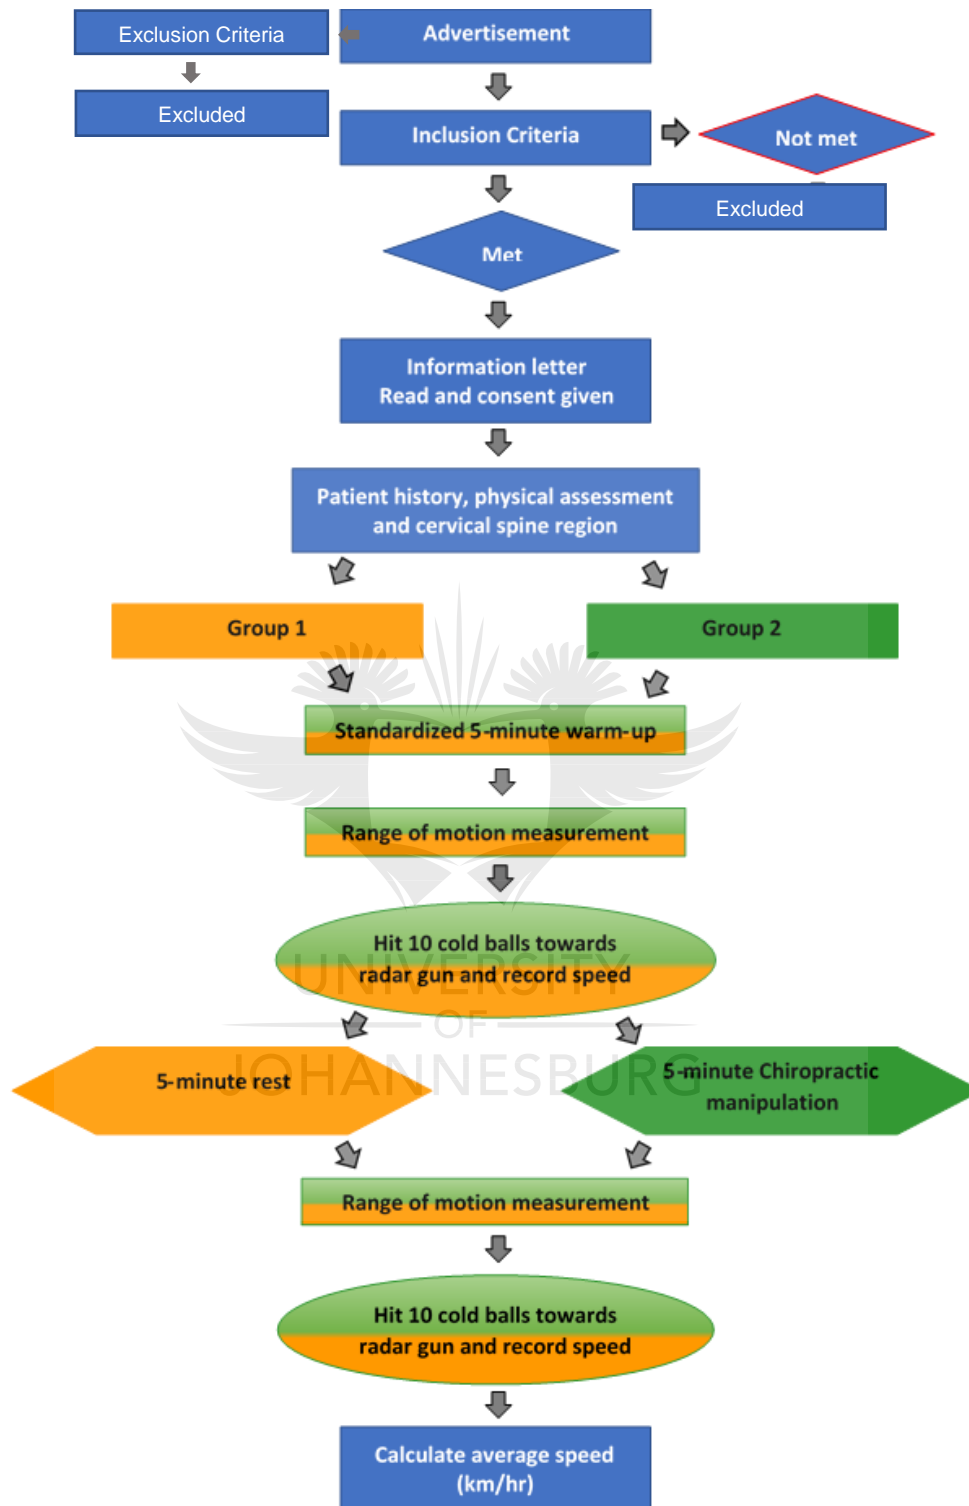 Exclusion Criteria
Advertisement
Excluded
Inclusion Criteria
Not met
Excluded
Met
Information letter
Read and consent given
Patient history, physical assessment
and cervical spine region
Group 1
Group 2
Standardized 5-minute warm-up
Range of motion measurement
Hit 10 cold balls towards
radar gun and record speed
UNIVERSITY
OF
JOHANNESBURG
5-minute rest
5-minute Chiropractic
manipulation
Range of motion measurement
Hit 10 cold balls towards
radar gun and record speed
Calculate average speed
(km/hr)